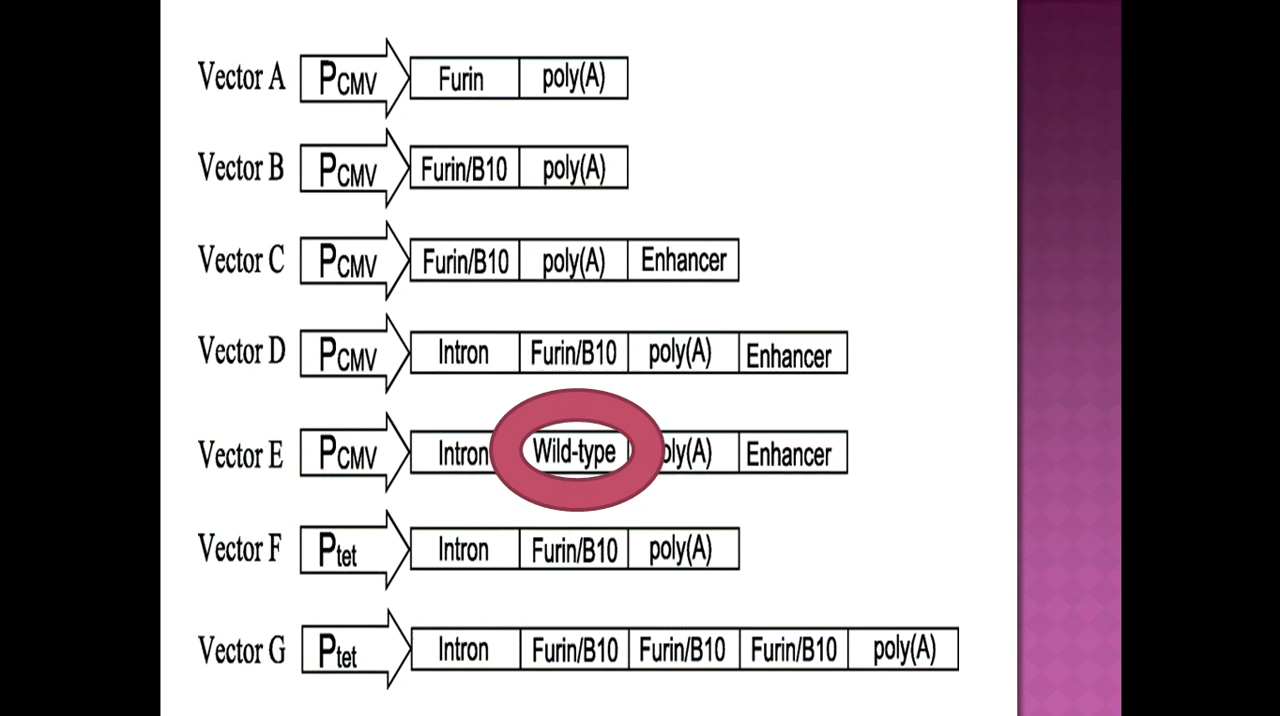 Vector A PCMV Furin poly(A)
Vector B PCMV Furin/B10 poly(A)
Vector C PCMV Furin/B10 poly(A) Enhancer
Vector D PCMV Intron Furin/B10 poly(A) Enhancer
Vector E PCMV Intron Wild-type oly(A) Enhancer
Vector F Ptet Intron Furin/B10 poly(A)
Vector G Ptet Intron Furin/B10 Furin/B10 Furin/B10 poly(A)